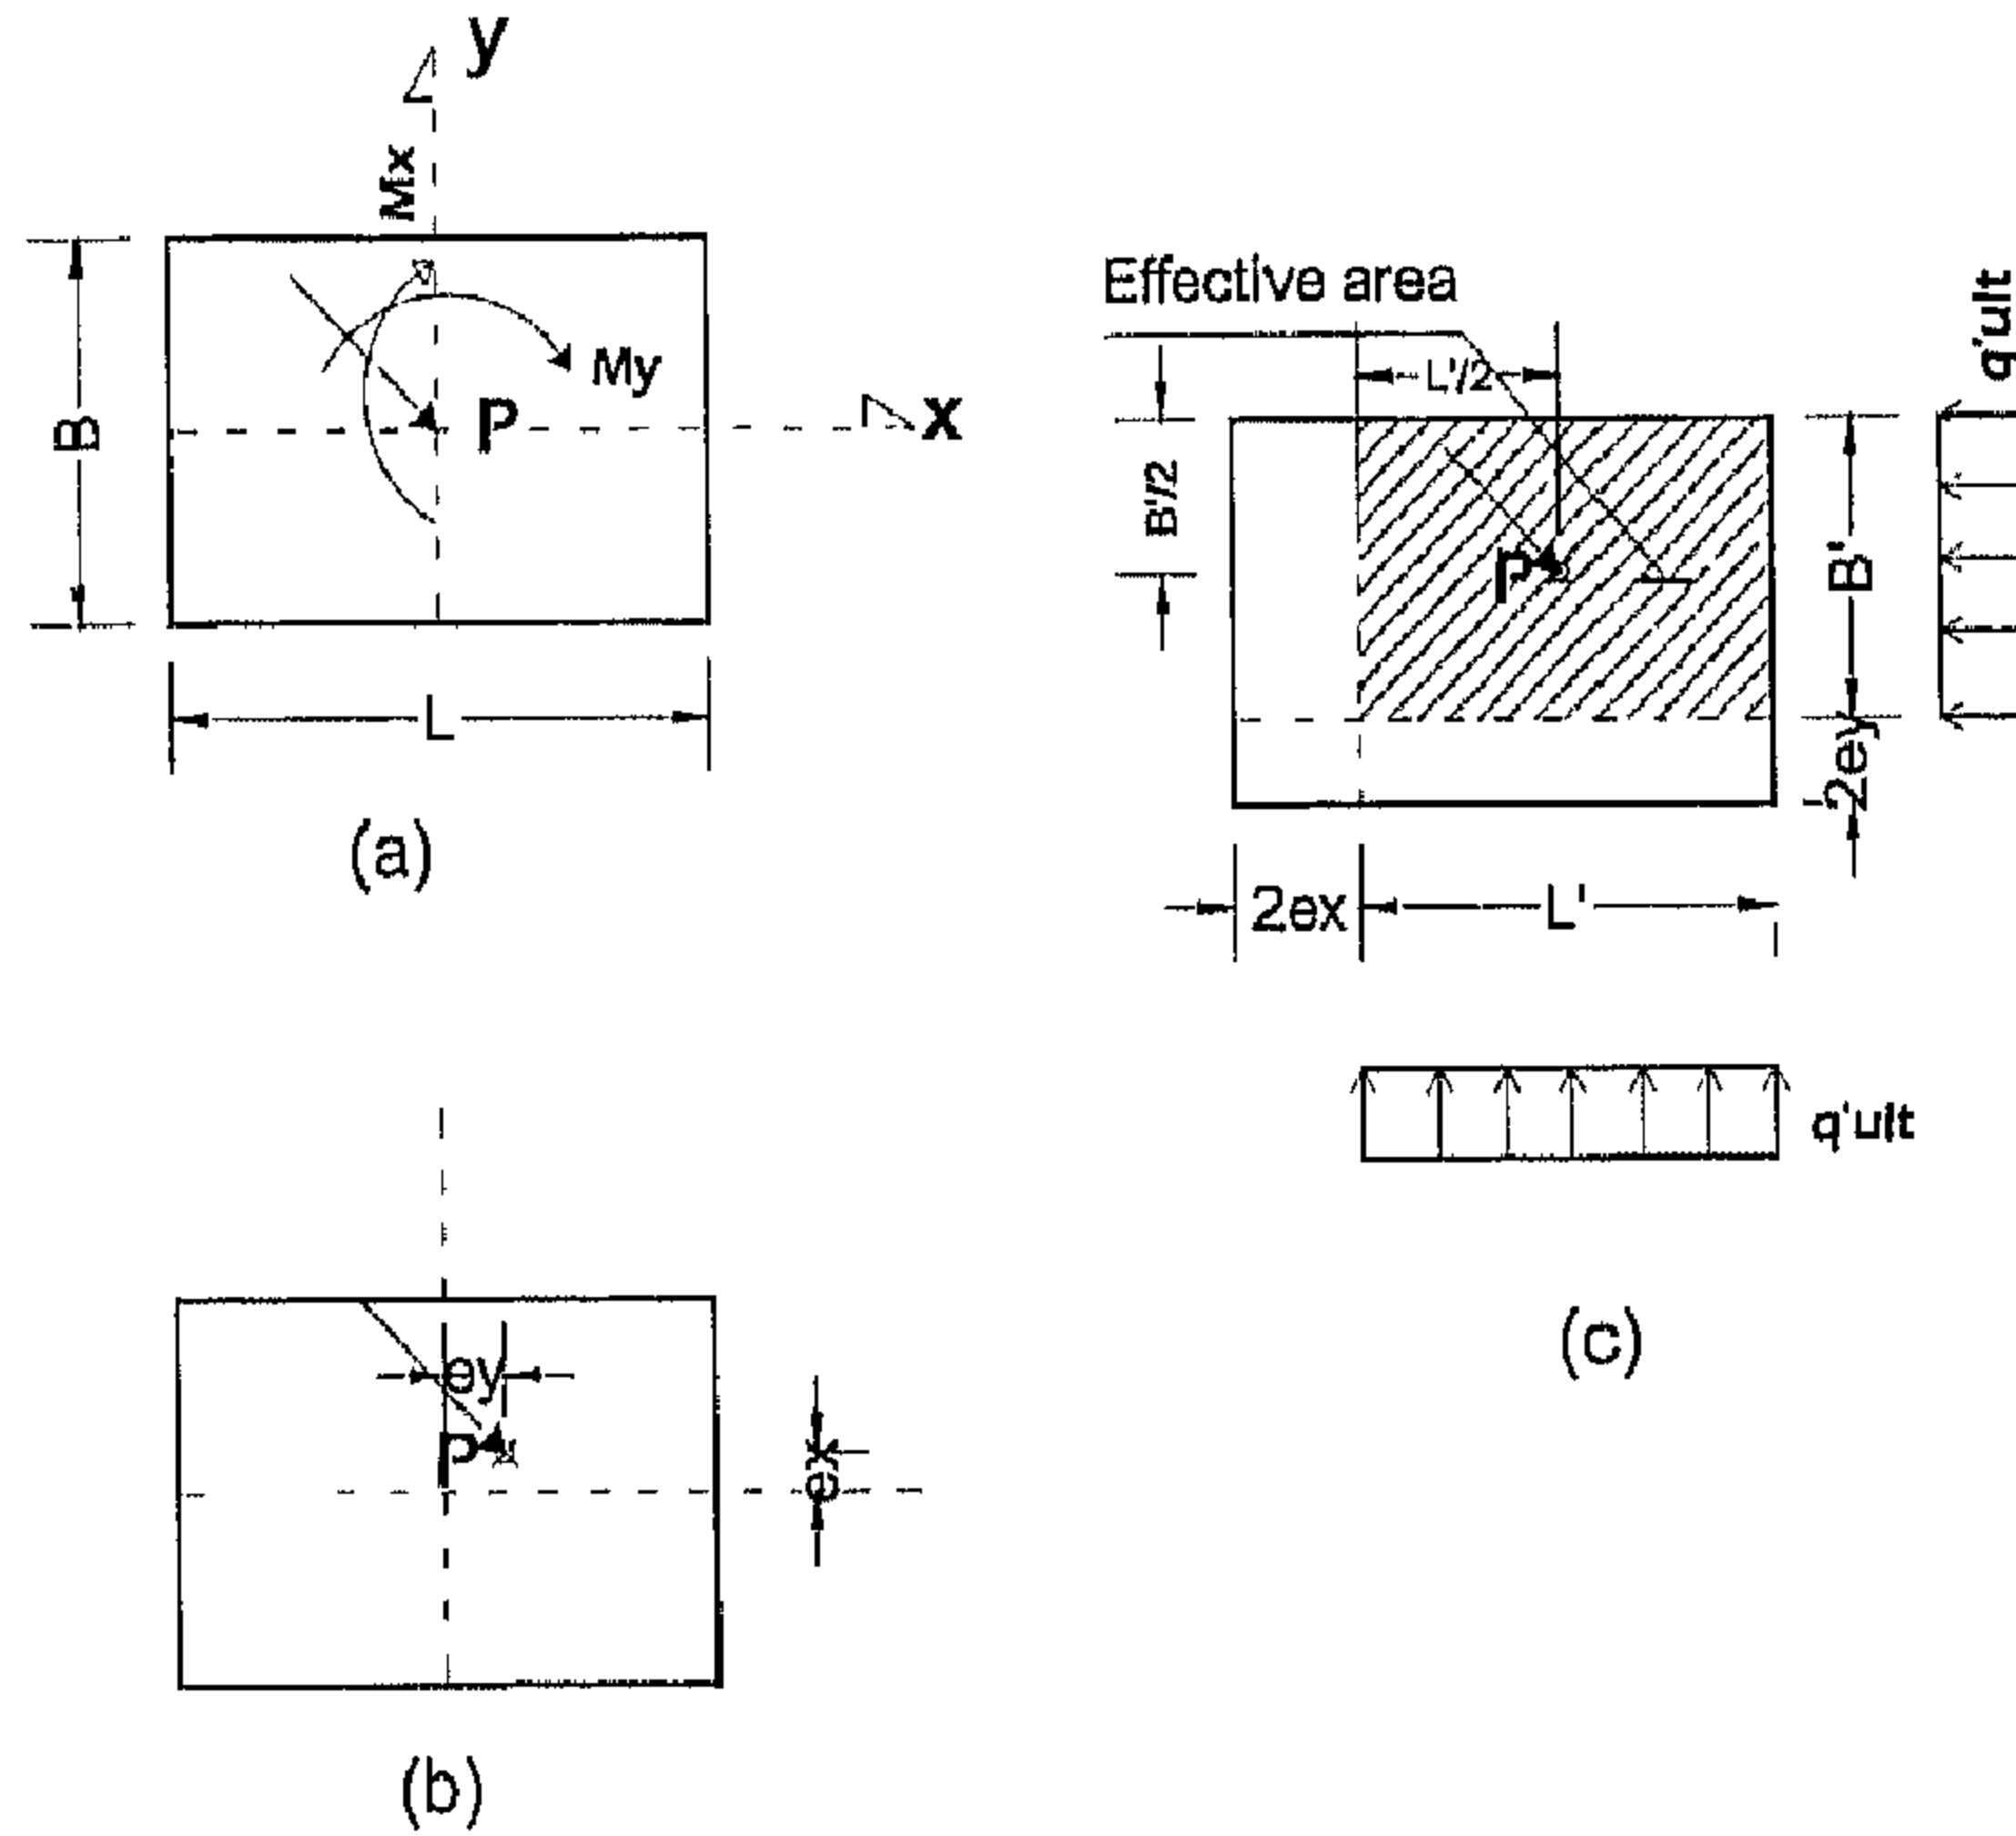 y
Mx
My
P
x
B
L
(a)
Effective area
L'/2
B'/2
P
B'
2ey
2ex
L'
q'ult
q'ult
(c)
ey
P
ex
(b)